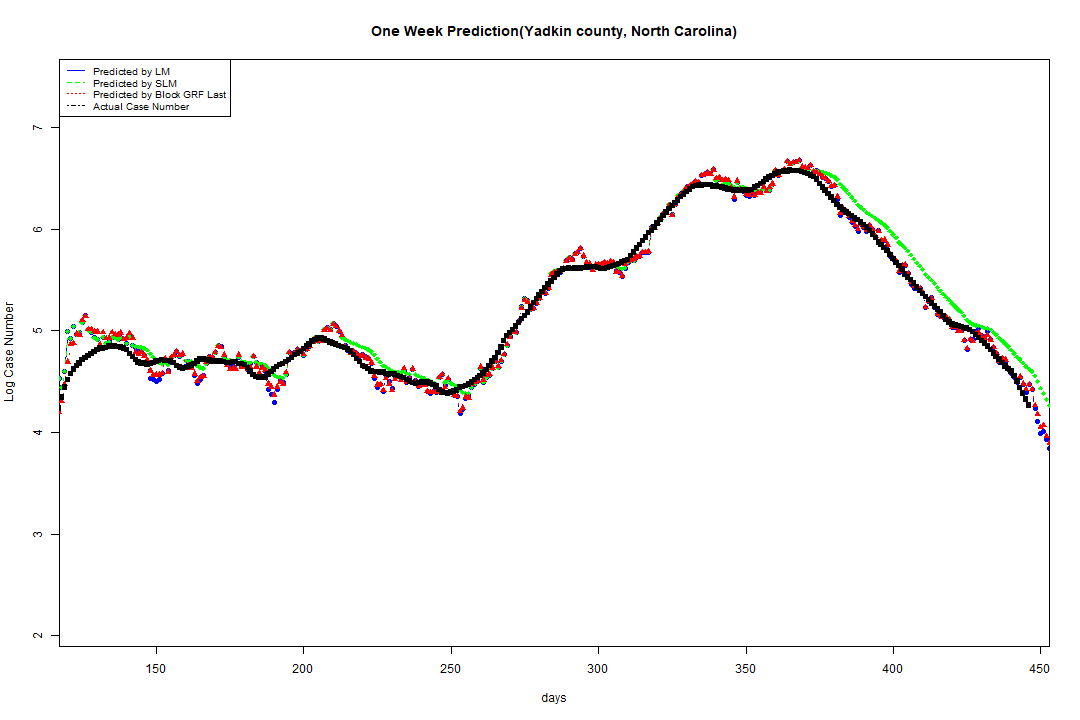 One Week Prediction(Yadkin county, North Carolina)
Predicted by LM
Predicted by SLM
Predicted by Block GRF Last
Actual Case Number
7
6
5
4
3
2
Log Case Number
150 200 250 300 350 400 450
days